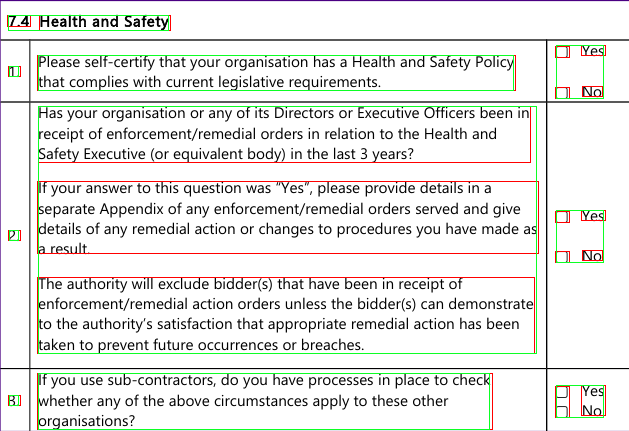 7.4 Health and Safety
1. Please self-certify that your organisation has a Health and Safety Policy
that complies with current legislative requirements.
Yes
No
Has your organisation or any of its Directors or Executive Officers been in
receipt of enforcement/remedial orders in relation to the Health and
Safety Executive (or equivalent body) in the last 3 years?
2. If your answer to this question was “Yes”, please provide details in a
separate Appendix of any enforcement/remedial orders served and give
details of any remedial action or changes to procedures you have made as
a result.
The authority will exclude bidder(s) that have been in receipt of
enforcement/remedial action orders unless the bidder(s) can demonstrate
to the authority’s satisfaction that appropriate remedial action has been
taken to prevent future occurrences or breaches.
Yes
No
3. If you use sub-contractors, do you have processes in place to check
whether any of the above circumstances apply to these other
organisations?
Yes
No